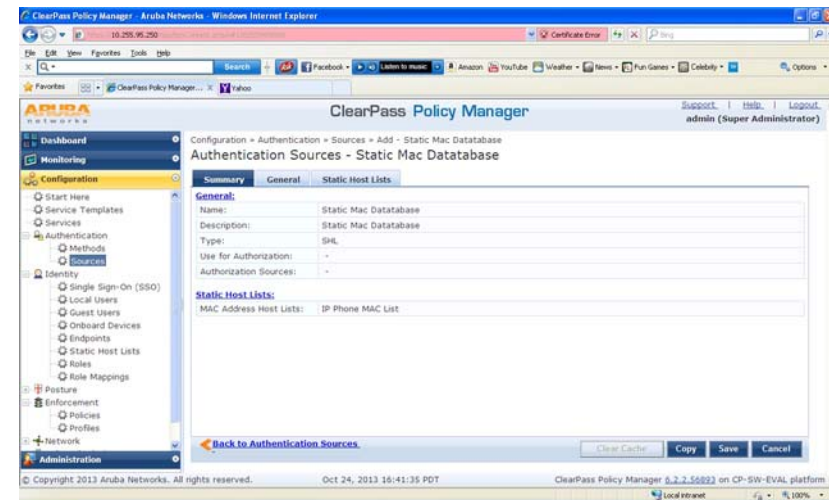 ClearPass Policy Manager - Aruba Networks - Windows Internet Explorer
10.255.95.250
Certificate Error
Bing
File Edit View Favorites Tools Help
Search Facebook Listen to music Amazon YouTube Weather News Fun Games Celebrity Options
Favorites ClearPass Policy Manager... Yahoo
ARUBA networks
ClearPass Policy Manager
Support | Help | Logout
admin (Super Administrator)
Dashboard
Monitoring
Configuration
Start Here
Service Templates
Services
Authentication
Methods
Sources
Identity
Single Sign-On (SSO)
Local Users
Guest Users
Onboard Devices
Endpoints
Static Host Lists
Roles
Role Mappings
Posture
Enforcement
Policies
Profiles
Network
Administration
Configuration » Authentication » Sources » Add - Static Mac Datatabase
Authentication Sources - Static Mac Datatabase
Summary General Static Host Lists
General:
Name: Static Mac Datatabase
Description: Static Mac Datatabase
Type: SHL
Use for Authorization: -
Authorization Sources: -
Static Host Lists:
MAC Address Host Lists: IP Phone MAC List
Back to Authentication Sources
Clear Cache Copy Save Cancel
© Copyright 2013 Aruba Networks. All rights reserved. Oct 24, 2013 16:41:35 PDT ClearPass Policy Manager 6.2.2.56893 on CP-SW-EVAL platform
Local intranet 100%